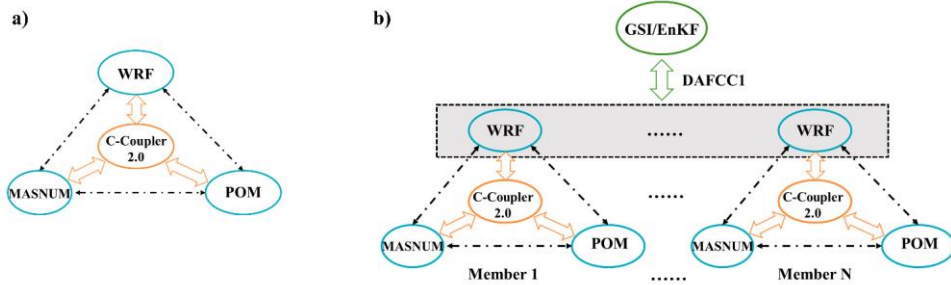 a)
WRF
C-Coupler
2.0
MASNUM
POM
b)
GSI/EnKF
DAFCC1
WRF
......
WRF
C-Coupler
2.0
......
C-Coupler
2.0
MASNUM
POM
MASNUM
POM
Member 1
......
Member N